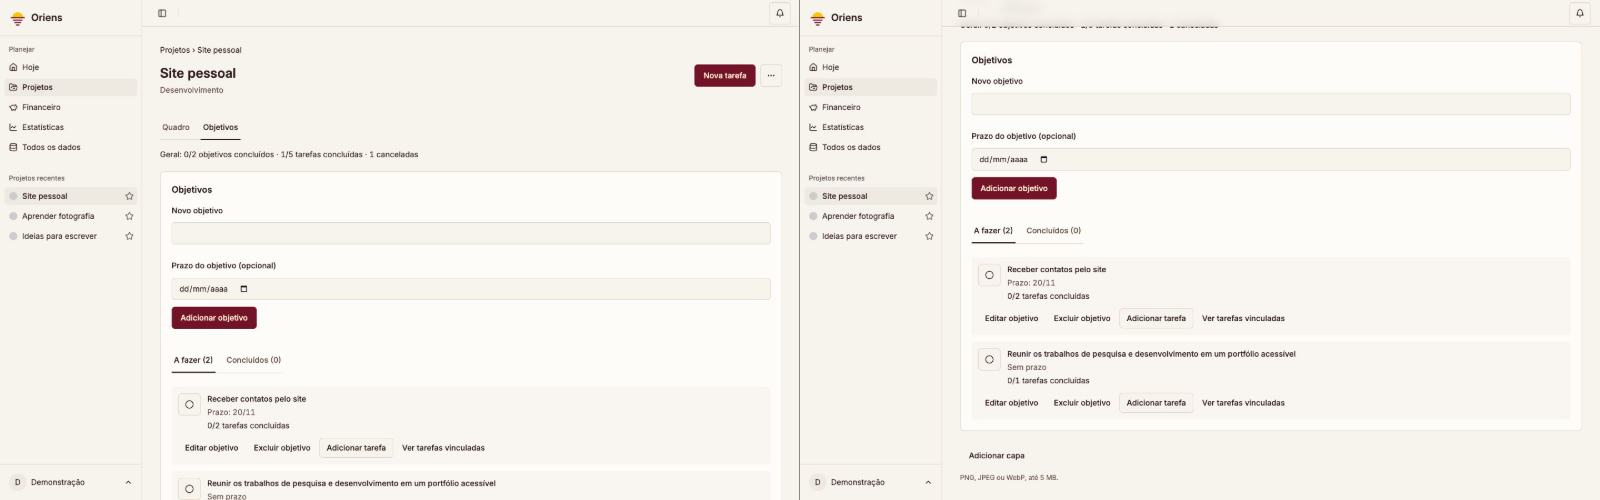 Oriens
Planejar
Hoje
Projetos
Financeiro
Estatísticas
Todos os dados
Projetos recentes
Site pessoal
Aprender fotografia
Ideias para escrever
D Demonstração
Projetos › Site pessoal
Site pessoal
Desenvolvimento
Nova tarefa
...
Quadro Objetivos
Geral: 0/2 objetivos concluídos · 1/5 tarefas concluídas · 1 canceladas
Objetivos
Novo objetivo
Prazo do objetivo (opcional)
dd/mm/aaaa
Adicionar objetivo
A fazer (2) Concluídos (0)
Receber contatos pelo site
Prazo: 20/11
0/2 tarefas concluídas
Editar objetivo Excluir objetivo Adicionar tarefa Ver tarefas vinculadas
Reunir os trabalhos de pesquisa e desenvolvimento em um portfólio acessível
Sem prazo
Oriens
Planejar
Hoje
Projetos
Financeiro
Estatísticas
Todos os dados
Projetos recentes
Site pessoal
Aprender fotografia
Ideias para escrever
D Demonstração
Objetivos
Novo objetivo
Prazo do objetivo (opcional)
dd/mm/aaaa
Adicionar objetivo
A fazer (2) Concluídos (0)
Receber contatos pelo site
Prazo: 20/11
0/2 tarefas concluídas
Editar objetivo Excluir objetivo Adicionar tarefa Ver tarefas vinculadas
Reunir os trabalhos de pesquisa e desenvolvimento em um portfólio acessível
Sem prazo
0/1 tarefas concluídas
Editar objetivo Excluir objetivo Adicionar tarefa Ver tarefas vinculadas
Adicionar capa
PNG, JPEG ou WebP, até 5 MB.